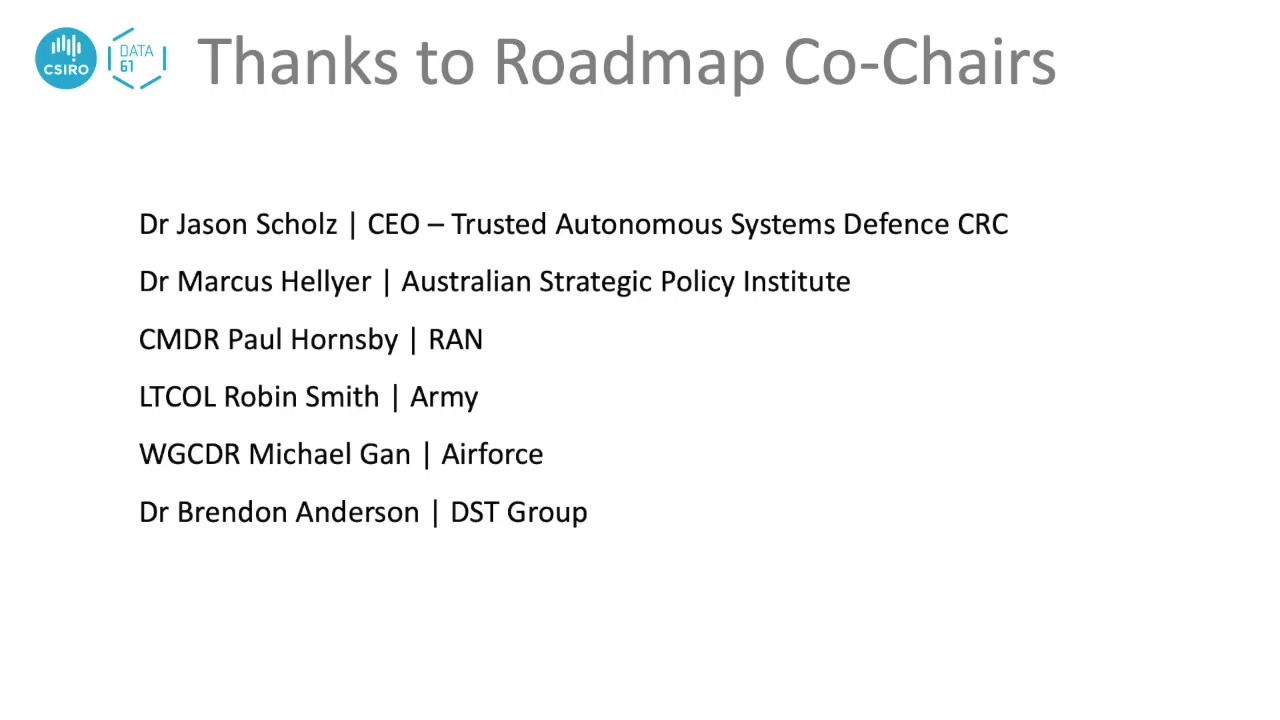 CSIRO
DATA
61
Thanks to Roadmap Co-Chairs
Dr Jason Scholz | CEO – Trusted Autonomous Systems Defence CRC
Dr Marcus Hellyer | Australian Strategic Policy Institute
CMDR Paul Hornsby | RAN
LTCOL Robin Smith | Army
WGCDR Michael Gan | Airforce
Dr Brendon Anderson | DST Group